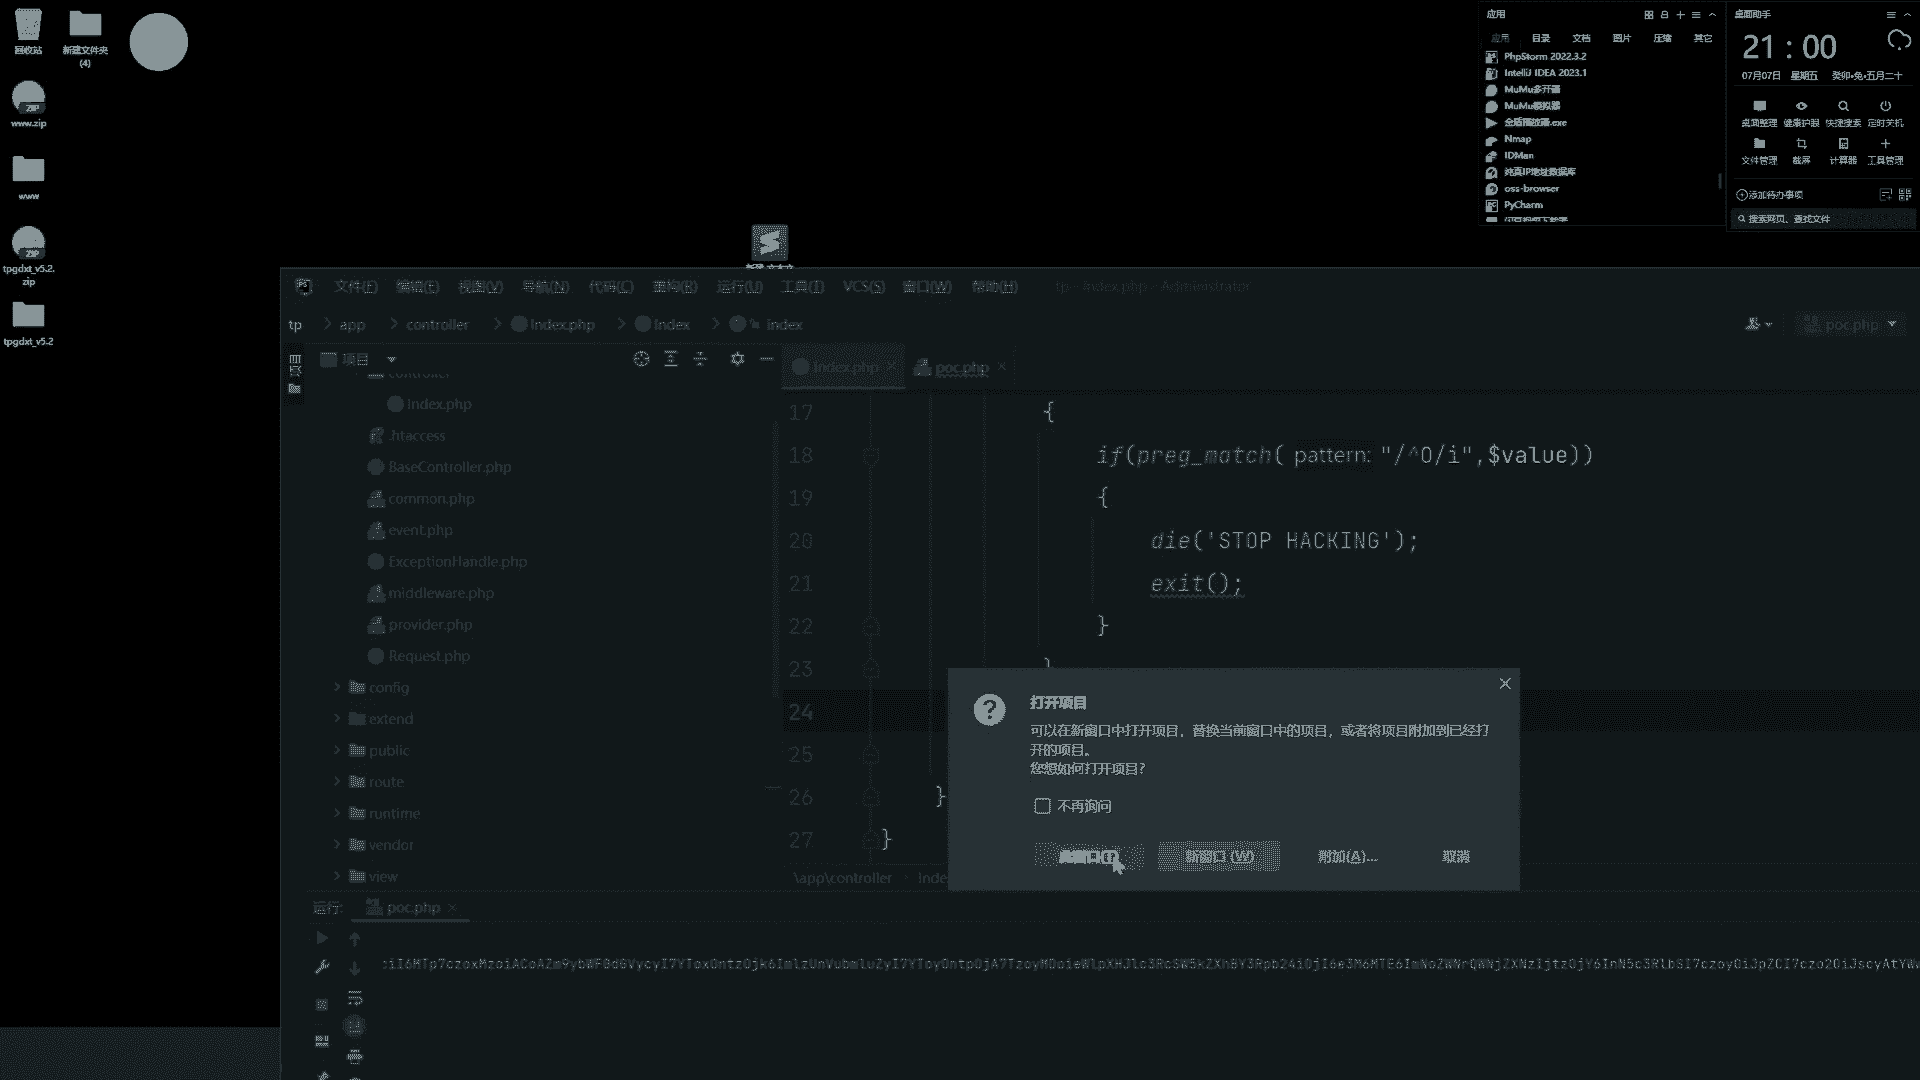 回收站
新建文件夹
(4)
www.zip
www
tpgdxt_v5.2.
zip
tpgdxt_v5.2
应用
应用 目录 文档 图片 压缩 其它
PhpStorm 2022.3.2
IntelliJ IDEA 2023.1
MuMu多开器
MuMu模拟器
Nmap
IDMan
纯真IP地址数据库
oss-browser
PyCharm
桌面助手
21 : 00
07月07日 星期五 癸卯•兔•五月二十
桌面整理 健康护眼 快捷搜索 定时关机
文件管理 截屏 计算器 工具管理
添加待办事项
搜索网页、查找文件
文件(F) 编辑(E) 视图(V) 导航(N) 代码(C) 重构(R) 运行(U) 工具(T) VCS(S) 窗口(W) 帮助(H) tp - Index.php - Administrator
tp app controller Index.php Index index
poc.php
项目
Index.php poc.php
controller
Index.php
.htaccess
BaseController.php
common.php
event.php
ExceptionHandle.php
middleware.php
provider.php
Request.php
config
extend
public
route
runtime
vendor
view
17 {
18 if(preg_match( pattern: "/^O/i",$value))
19 {
20 die('STOP HACKING');
21 exit();
22 }
23 }
24
25
26 }
27 }
\app\controller
打开项目
可以在新窗口中打开项目，替换当前窗口中的项目，或者将项目附加到已经打
开的项目。
您想如何打开项目?
不再询问
新窗口 (W) 附加(A)... 取消
运行: poc.php